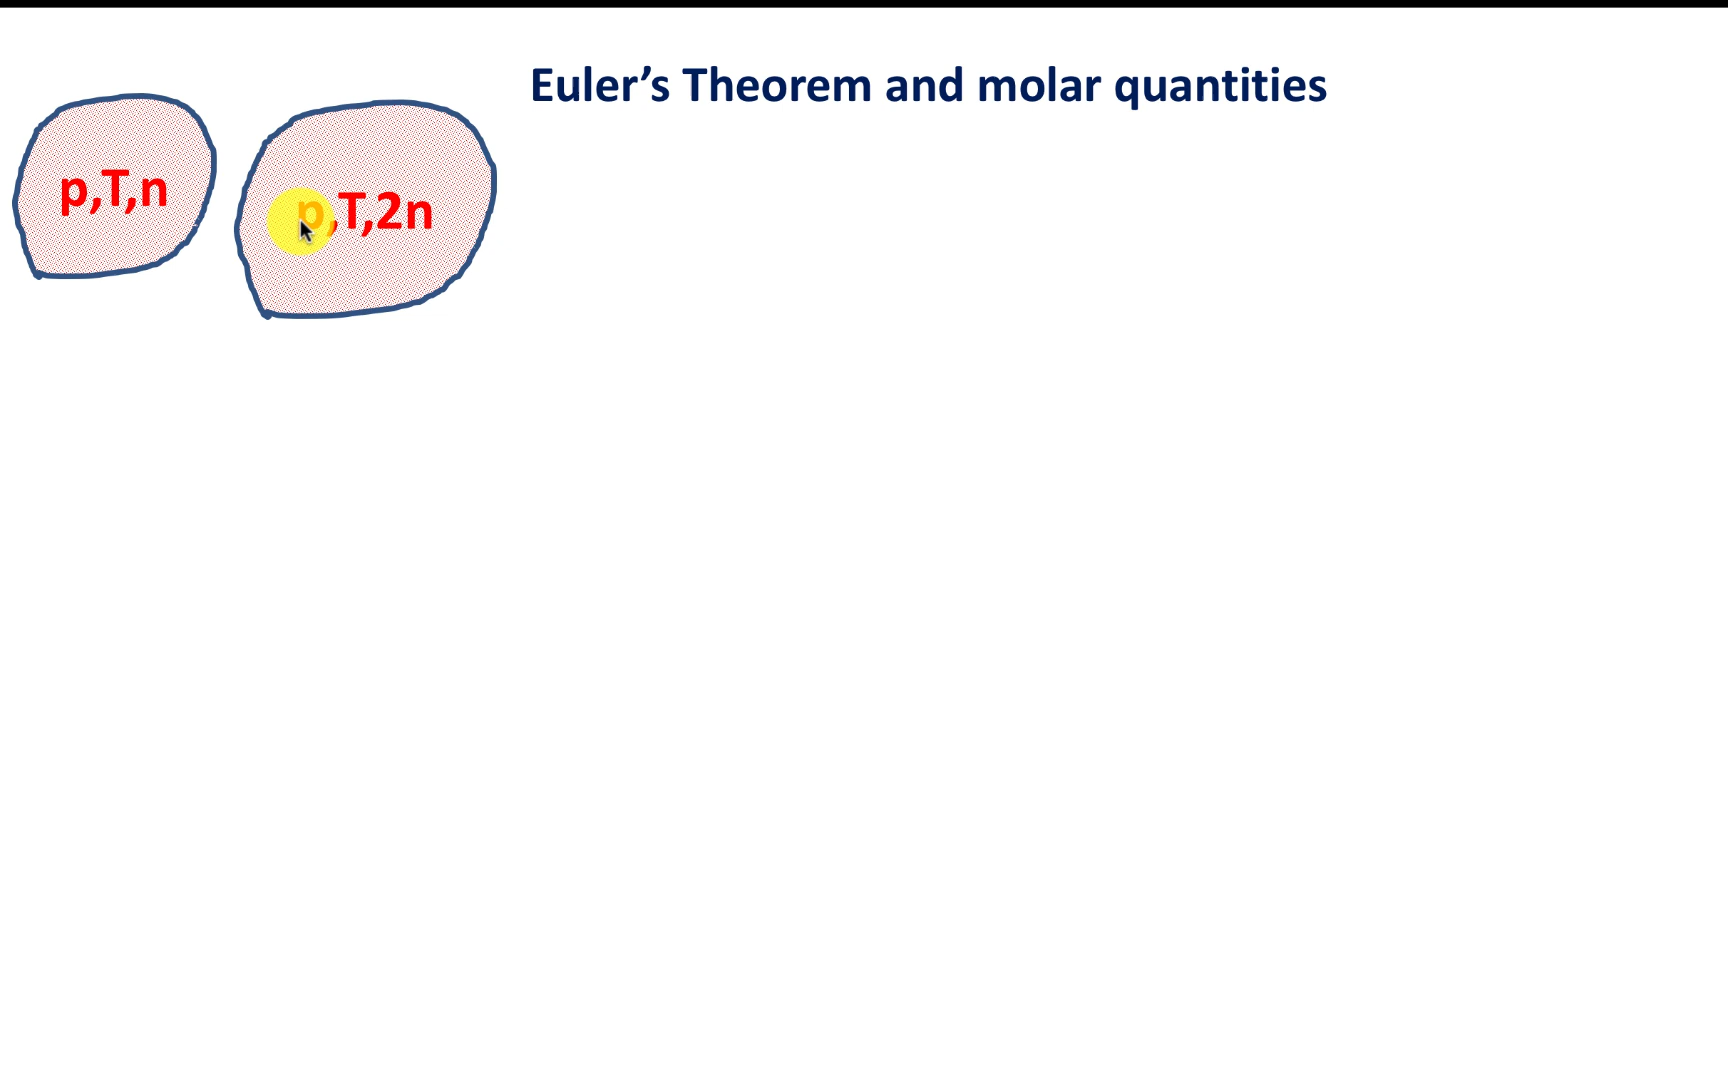 Euler’s Theorem and molar quantities
p,T,n
p,T,2n